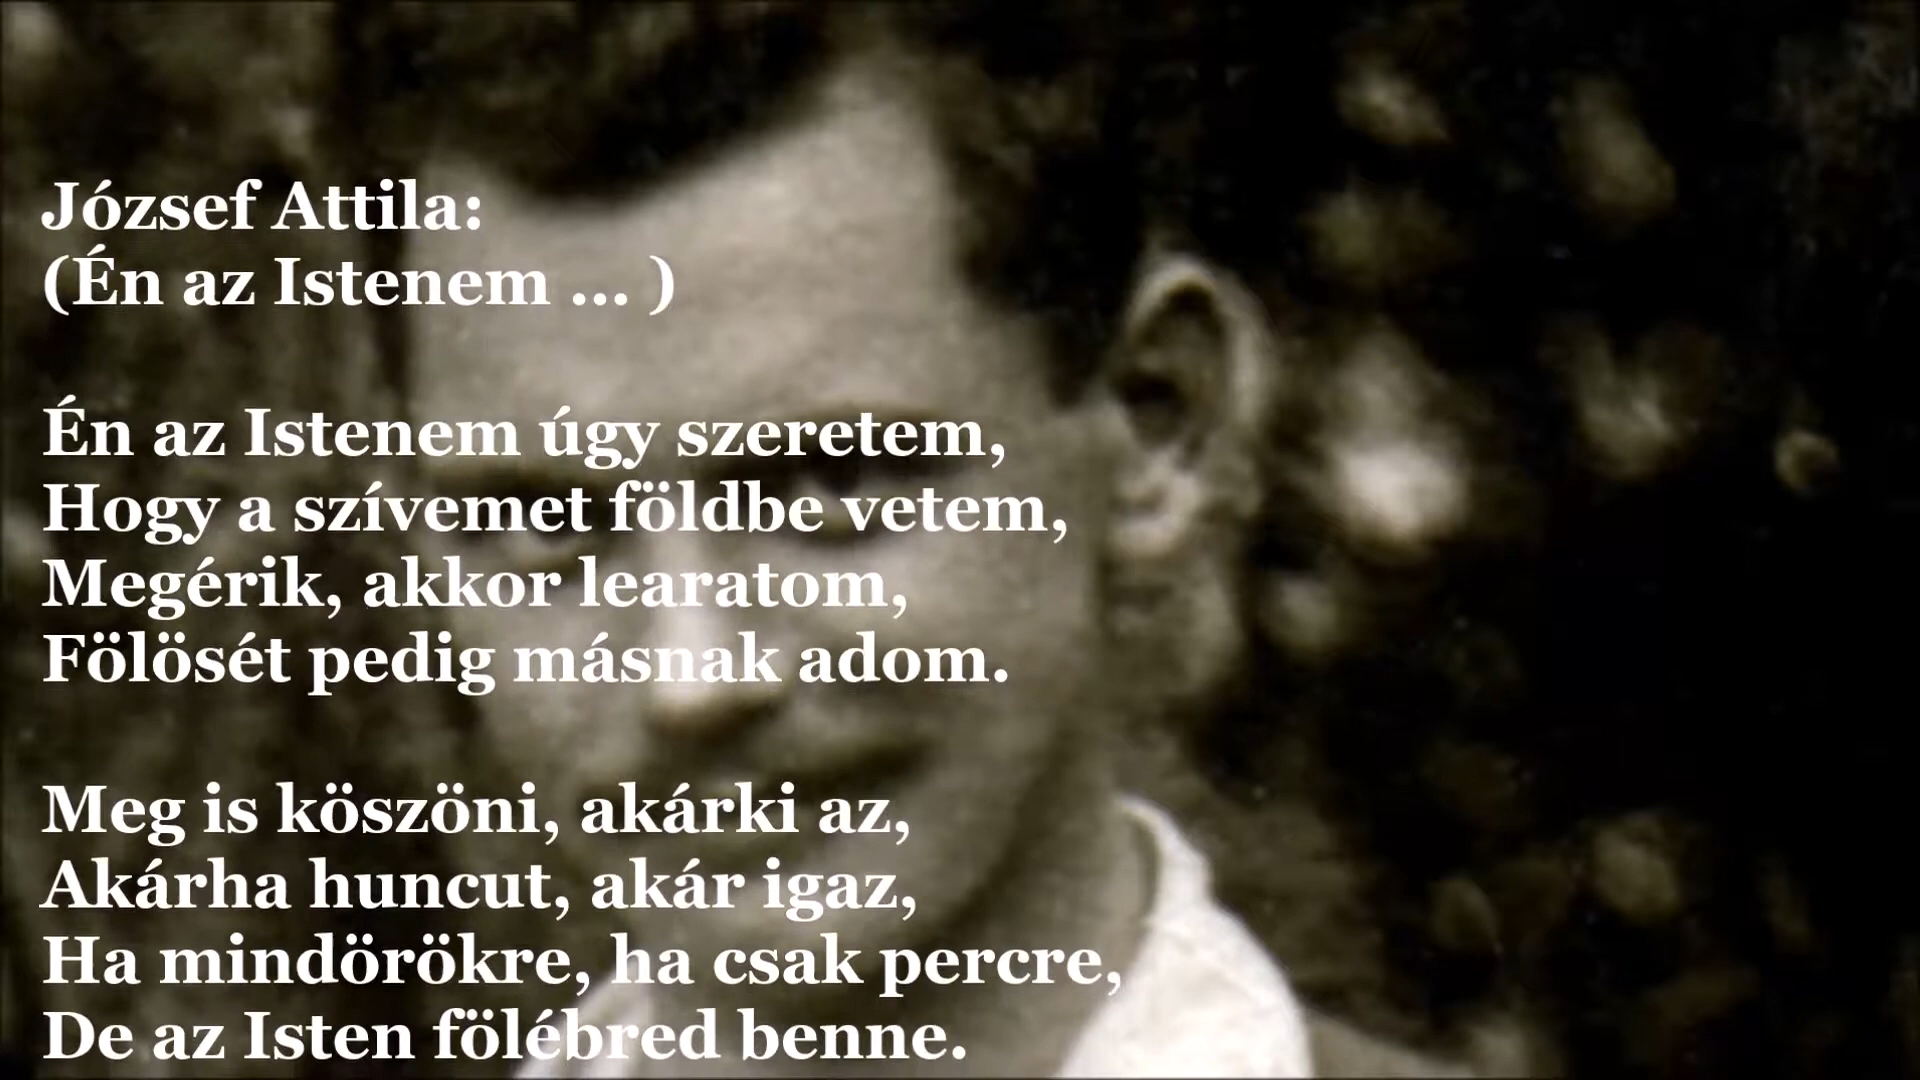 József Attila:
(Én az Istenem ... )
Én az Istenem úgy szeretem,
Hogy a szívemet földbe vetem,
Megérik, akkor learatom,
Fölösét pedig másnak adom.
Meg is köszöni, akárki az,
Akárha huncut, akár igaz,
Ha mindörökre, ha csak percre,
De az Isten fölébred benne.